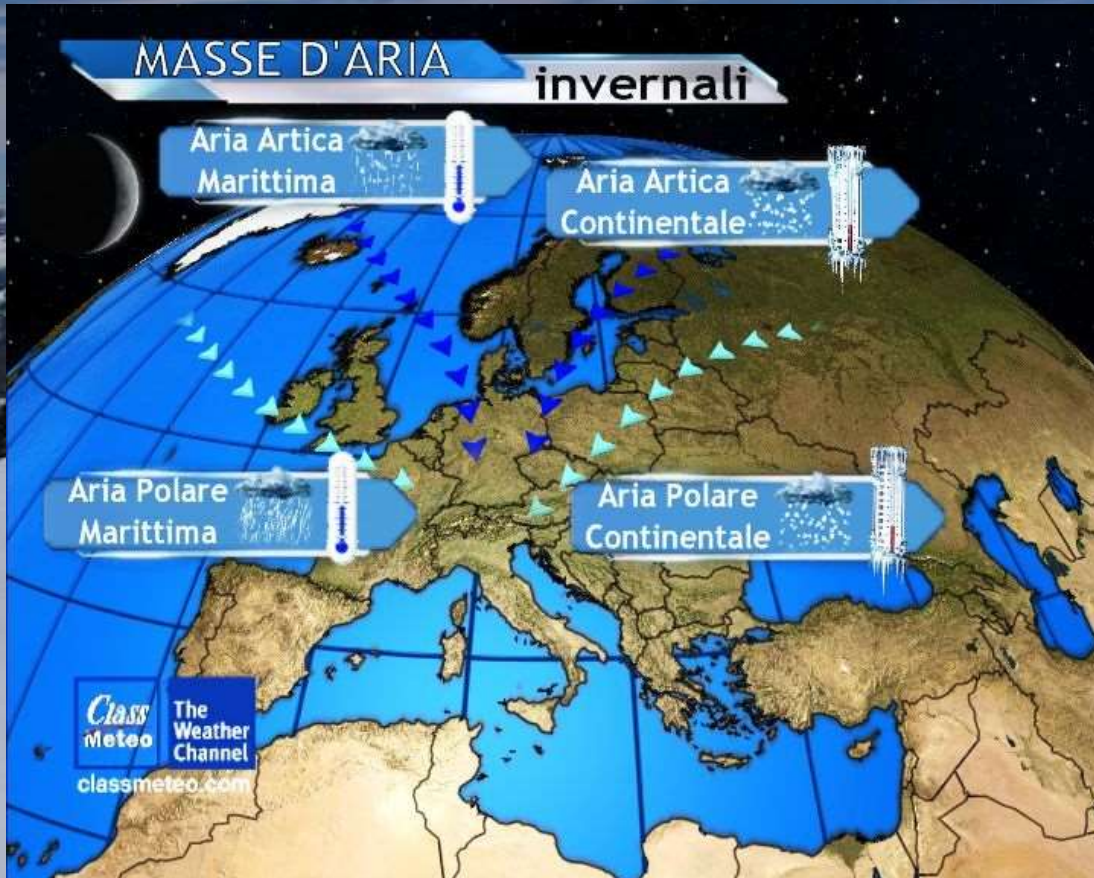 MASSE D'ARIA
invernali
Aria Artica
Marittima
Aria Artica
Continentale
Aria Polare
Marittima
Aria Polare
Continentale
Class
Meteo
The
Weather
Channel
classmeteo.com